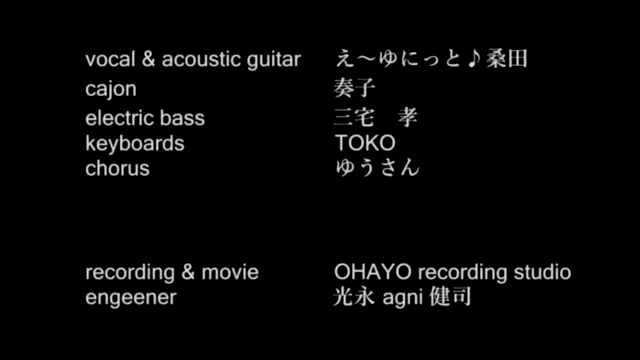 vocal & acoustic guitar え〜ゆにっと♪桑田
cajon 奏子
electric bass 三宅　孝
keyboards TOKO
chorus ゆうさん
recording & movie OHAYO recording studio
engeener 光永 agni 健司